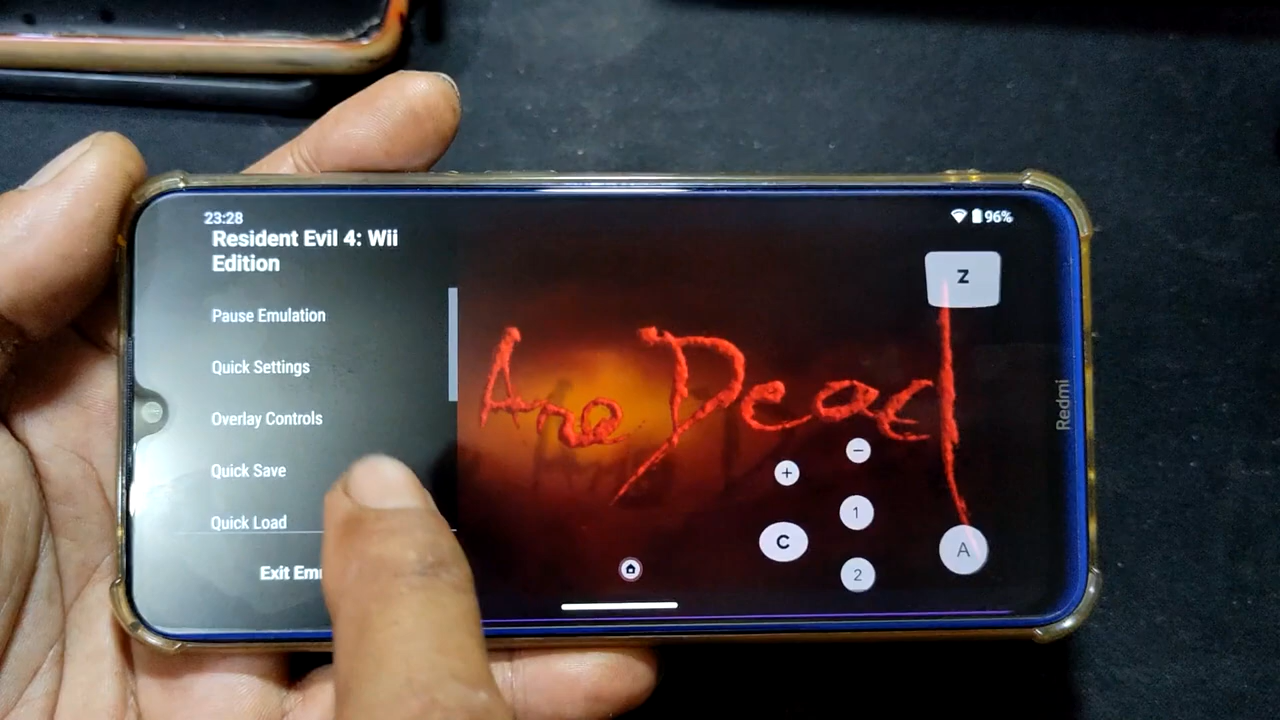 23:28
96%
Resident Evil 4: Wii
Edition
Pause Emulation
Quick Settings
Overlay Controls
Quick Save
Quick Load
Exit
Are Dead
Z
+
−
1
C
2
A
Redmi